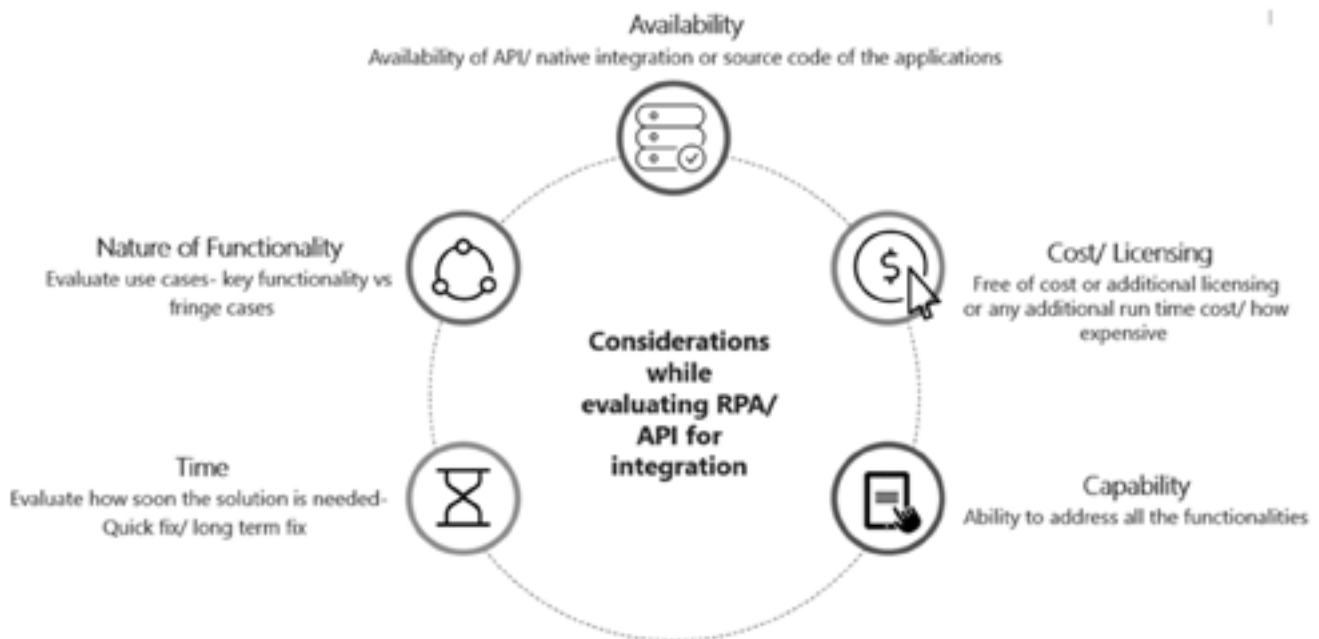 Availability
Availability of API/ native integration or source code of the applications
Nature of Functionality
Evaluate use cases- key functionality vs
fringe cases
Cost/ Licensing
Free of cost or additional licensing
or any additional run time cost/ how
expensive
Considerations
while
evaluating RPA/
API for
integration
Time
Evaluate how soon the solution is needed-
Quick fix/ long term fix
Capability
Ability to address all the functionalities